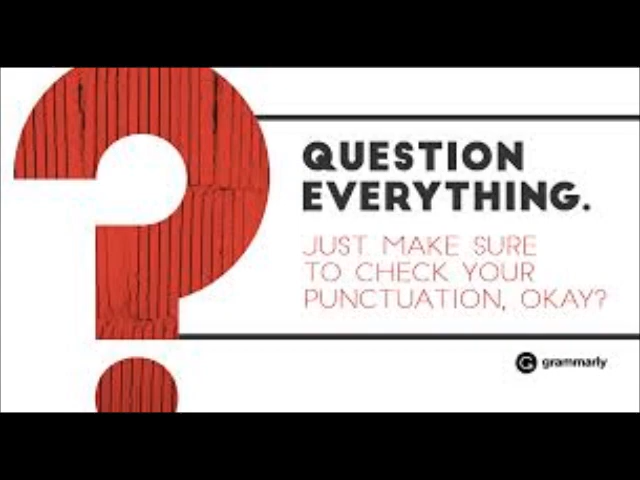 QUESTION
EVERYTHING.
JUST MAKE SURE
TO CHECK YOUR
PUNCTUATION, OKAY?
grammarly